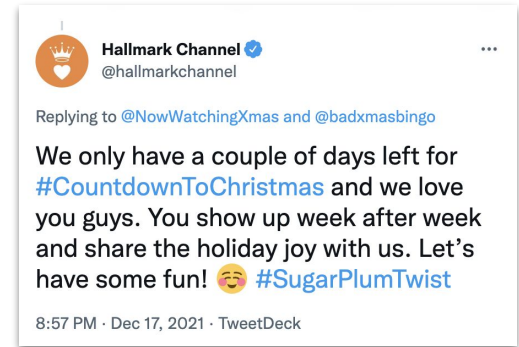 Hallmark Channel
@hallmarkchannel
Replying to @NowWatchingXmas and @badxmasbingo
We only have a couple of days left for
#CountdownToChristmas and we love
you guys. You show up week after week
and share the holiday joy with us. Let’s
have some fun! ☺️ #SugarPlumTwist
8:57 PM · Dec 17, 2021 · TweetDeck